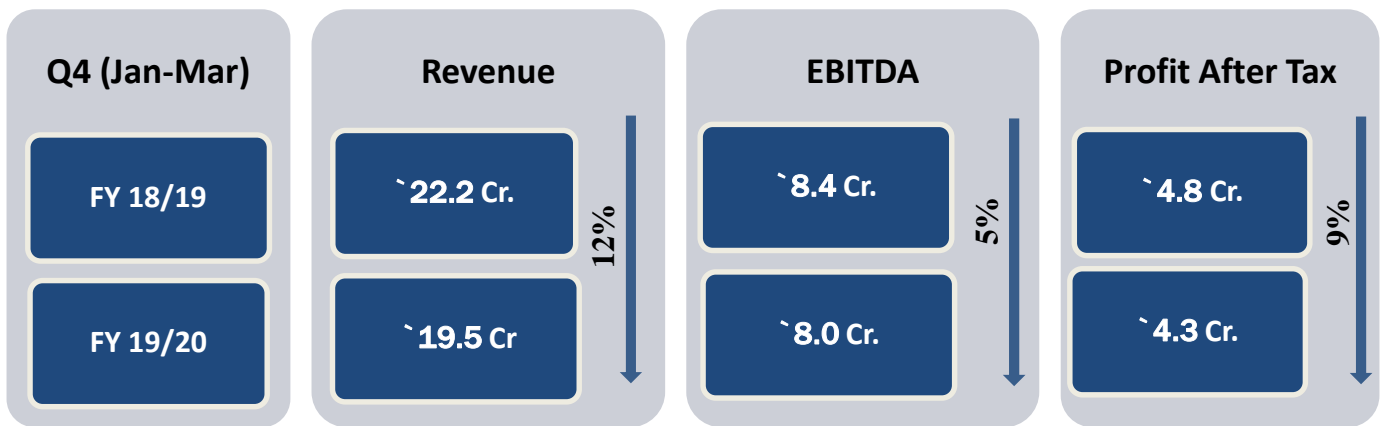 Q4 (Jan-Mar)
FY 18/19
FY 19/20
Revenue
`22.2 Cr.
`19.5 Cr
12%
EBITDA
`8.4 Cr.
`8.0 Cr.
5%
Profit After Tax
`4.8 Cr.
`4.3 Cr.
9%